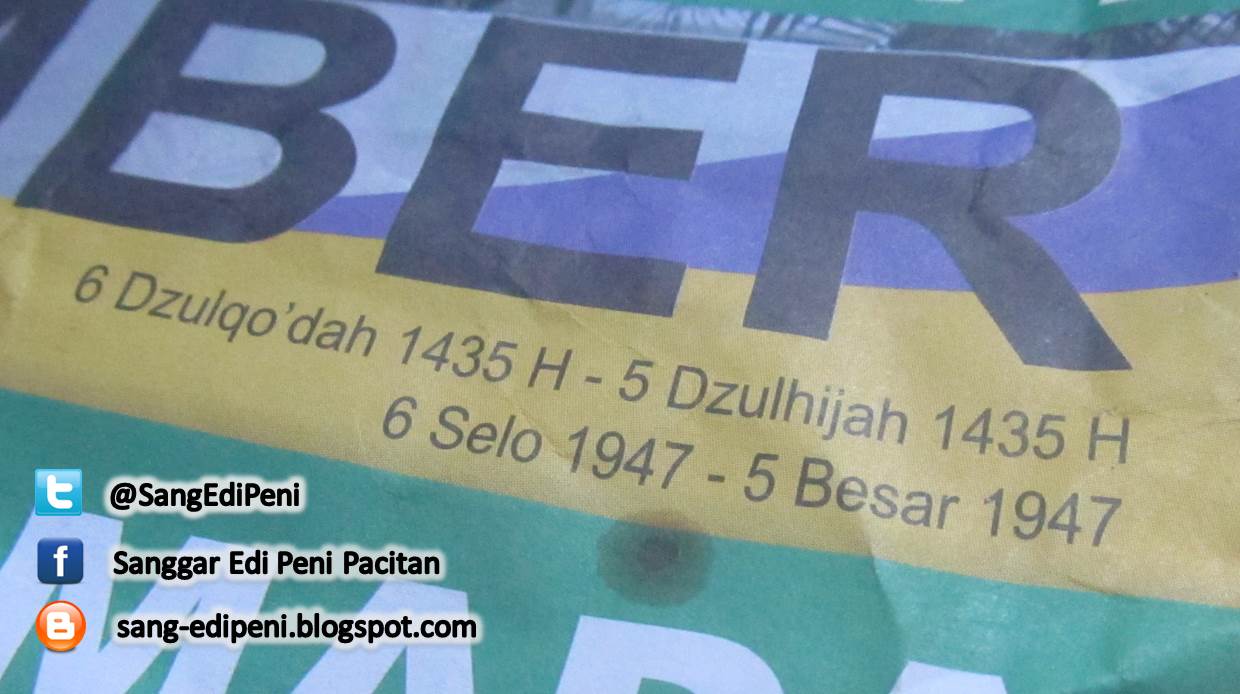 MBER
6 Dzulqo'dah 1435 H - 5 Dzulhijah 1435 H
6 Selo 1947 - 5 Besar 1947
@SangEdiPeni
Sanggar Edi Peni Pacitan
sang-edipeni.blogspot.com